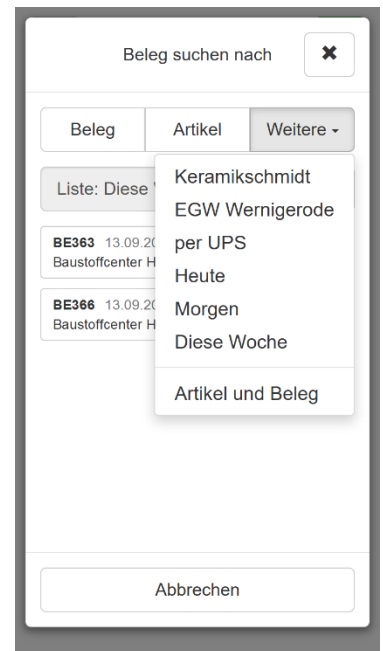 Beleg suchen nach
Beleg Artikel Weitere
Liste: Diese
Keramikschmidt
EGW Wernigerode
per UPS
Heute
Morgen
Diese Woche
Artikel und Beleg
BE363 13.09.20
Baustoffcenter H
BE366 13.09.20
Baustoffcenter H
Abbrechen